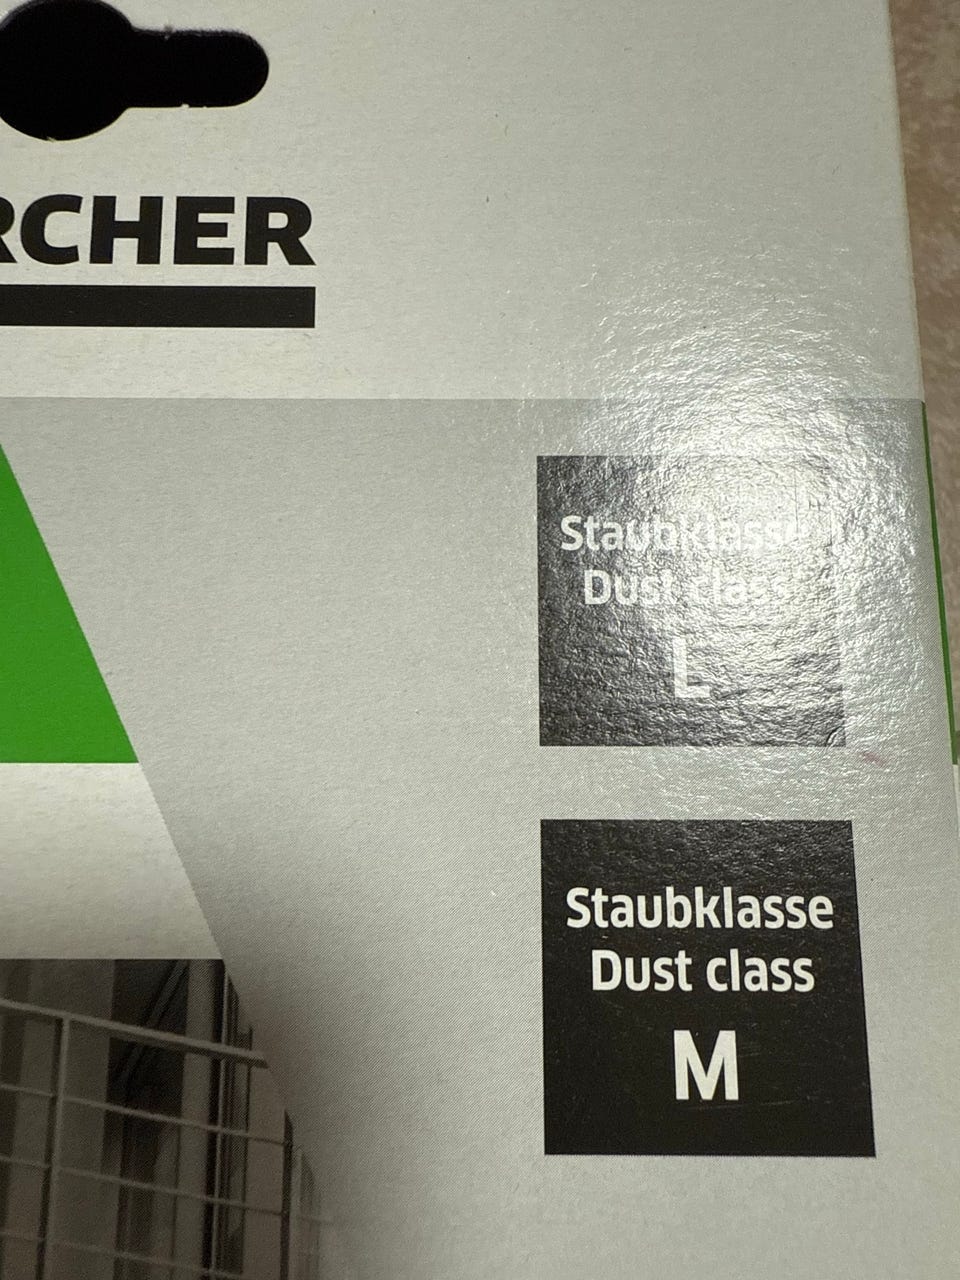 RCHER
Staubklasse
Dust class
L
Staubklasse
Dust class
M